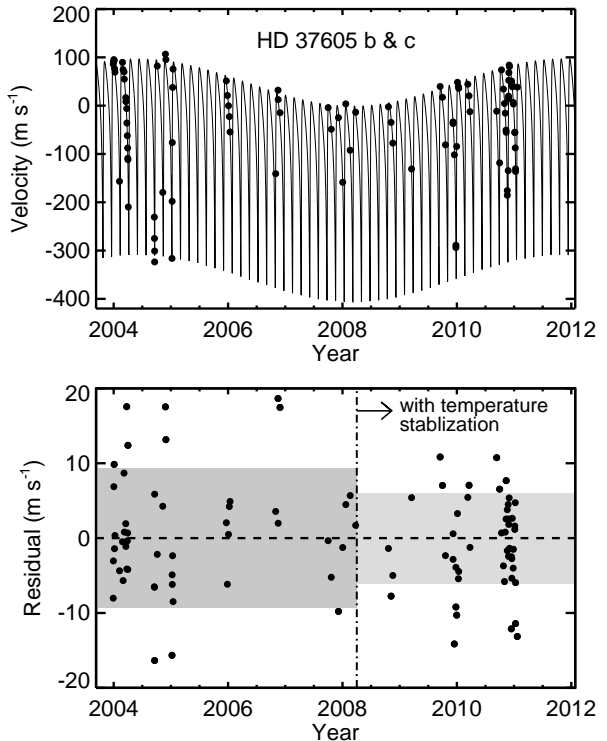 HD 37605 b & c
Velocity (m s-1)
100
0
-100
-200
-300
-400
2004 2006 2008 2010 2012
Year
with temperature
stablization
Residual (m s-1)
20
10
0
-10
-20
2004 2006 2008 2010 2012
Year